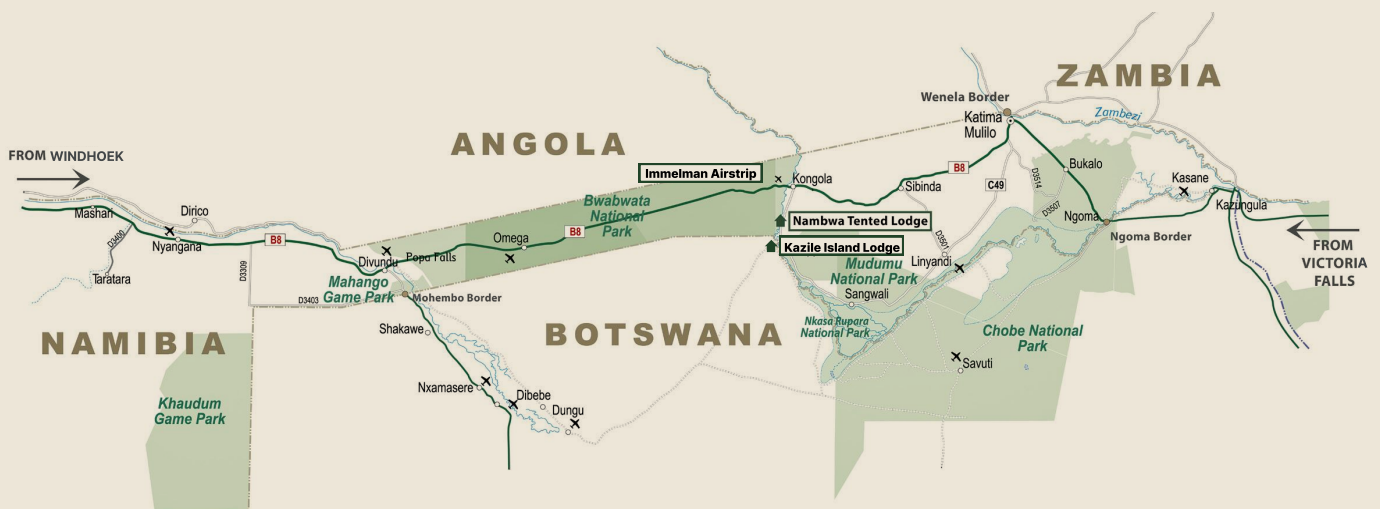 ZAMBIA
Wenela Border
Katima
Mulilo
Zambezi
ANGOLA
FROM WINDHOEK
Immelman Airstrip
Kongola
B8
Sibinda
C49
D3514
Bukalo
Kasane
Kazungula
Mashari
Dirico
D3400
Nyangana
B8
Bwabwata
National
Park
B8
Omega
Nambwa Tented Lodge
Kazile Island Lodge
D3507
Ngoma
Ngoma Border
FROM
VICTORIA
FALLS
D3501
Linyandi
Taratara
D3309
Divundu
Popa Falls
Mahango
Game Park
D3403
Mohembo Border
Mudumu
National Park
Sangwali
NAMIBIA
Shakawe
BOTSWANA
Nkasa Rupara
National Park
Chobe National
Park
Savuti
Khaudum
Game Park
Nxamasere
Dibebe
Dungu